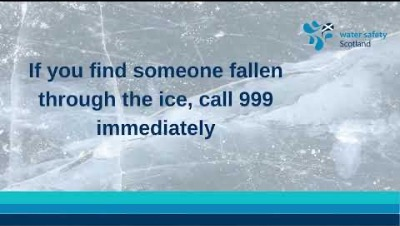 water safety
Scotland
If you find someone fallen
through the ice, call 999
immediately